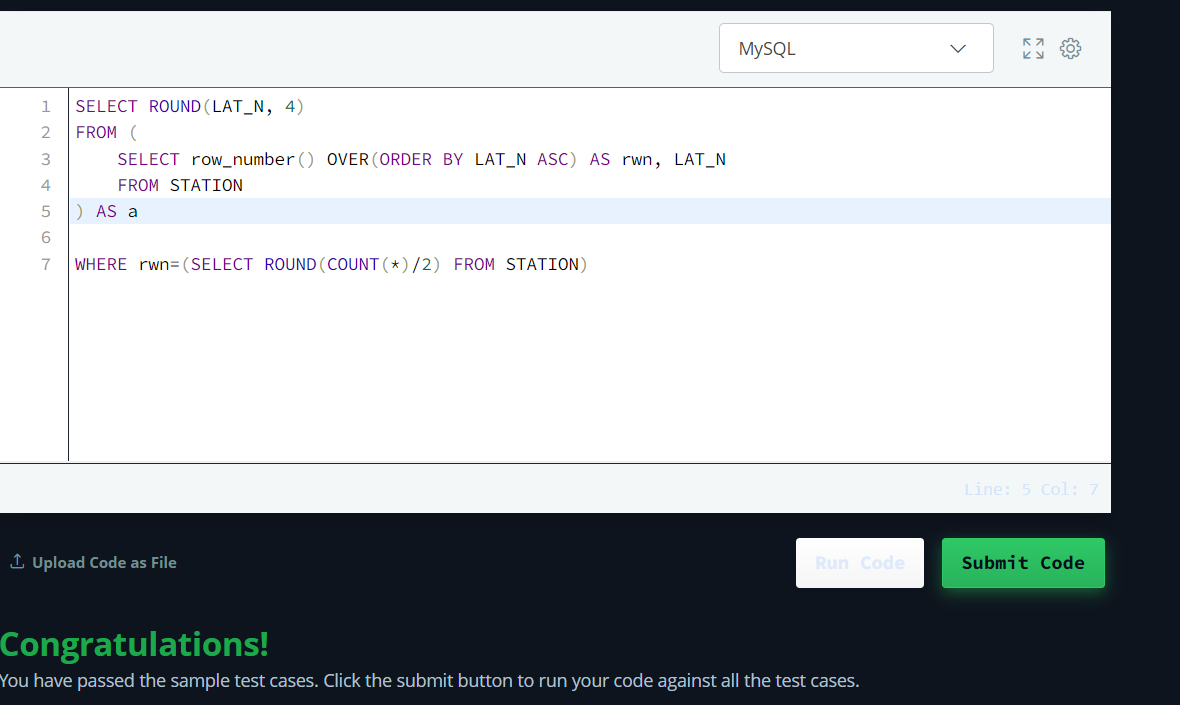 MySQL
1 SELECT ROUND(LAT_N, 4)
2 FROM (
3     SELECT row_number() OVER(ORDER BY LAT_N ASC) AS rwn, LAT_N
4     FROM STATION
5 ) AS a
6
7 WHERE rwn=(SELECT ROUND(COUNT(*)/2) FROM STATION)
Line: 5 Col: 7
Upload Code as File
Run Code
Submit Code
Congratulations!
You have passed the sample test cases. Click the submit button to run your code against all the test cases.